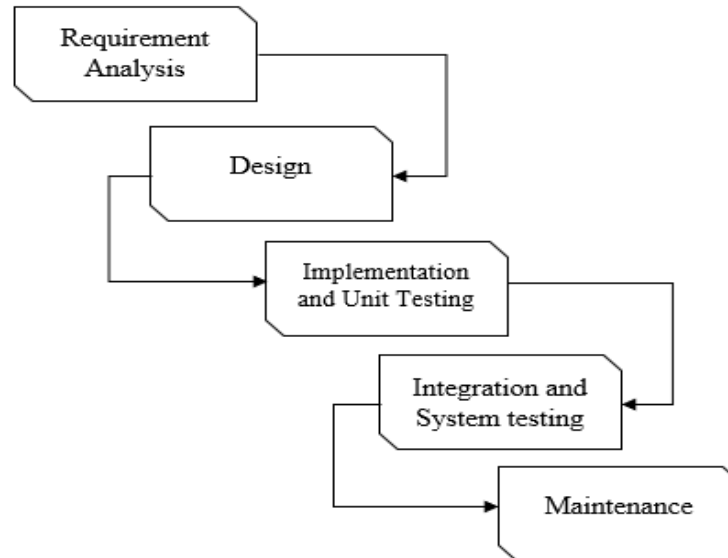 Requirement
Analysis
Design
Implementation
and Unit Testing
Integration and
System testing
Maintenance